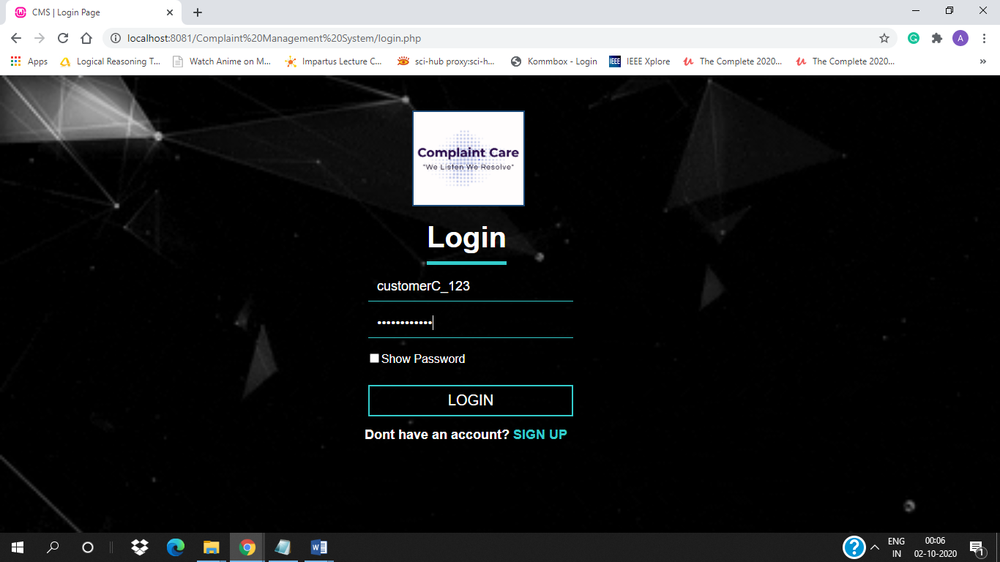 CMS | Login Page
localhost:8081/Complaint%20Management%20System/login.php
A
Apps
Logical Reasoning T...
Watch Anime on M...
Impartus Lecture C...
sci-hub proxy:sci-h...
Kommbox - Login
IEEE
IEEE Xplore
The Complete 2020...
The Complete 2020...
»
Complaint Care
"We Listen We Resolve"
Login
customerC_123
••••••••••••
Show Password
LOGIN
Dont have an account? SIGN UP
ENG
IN
00:06
02-10-2020
1